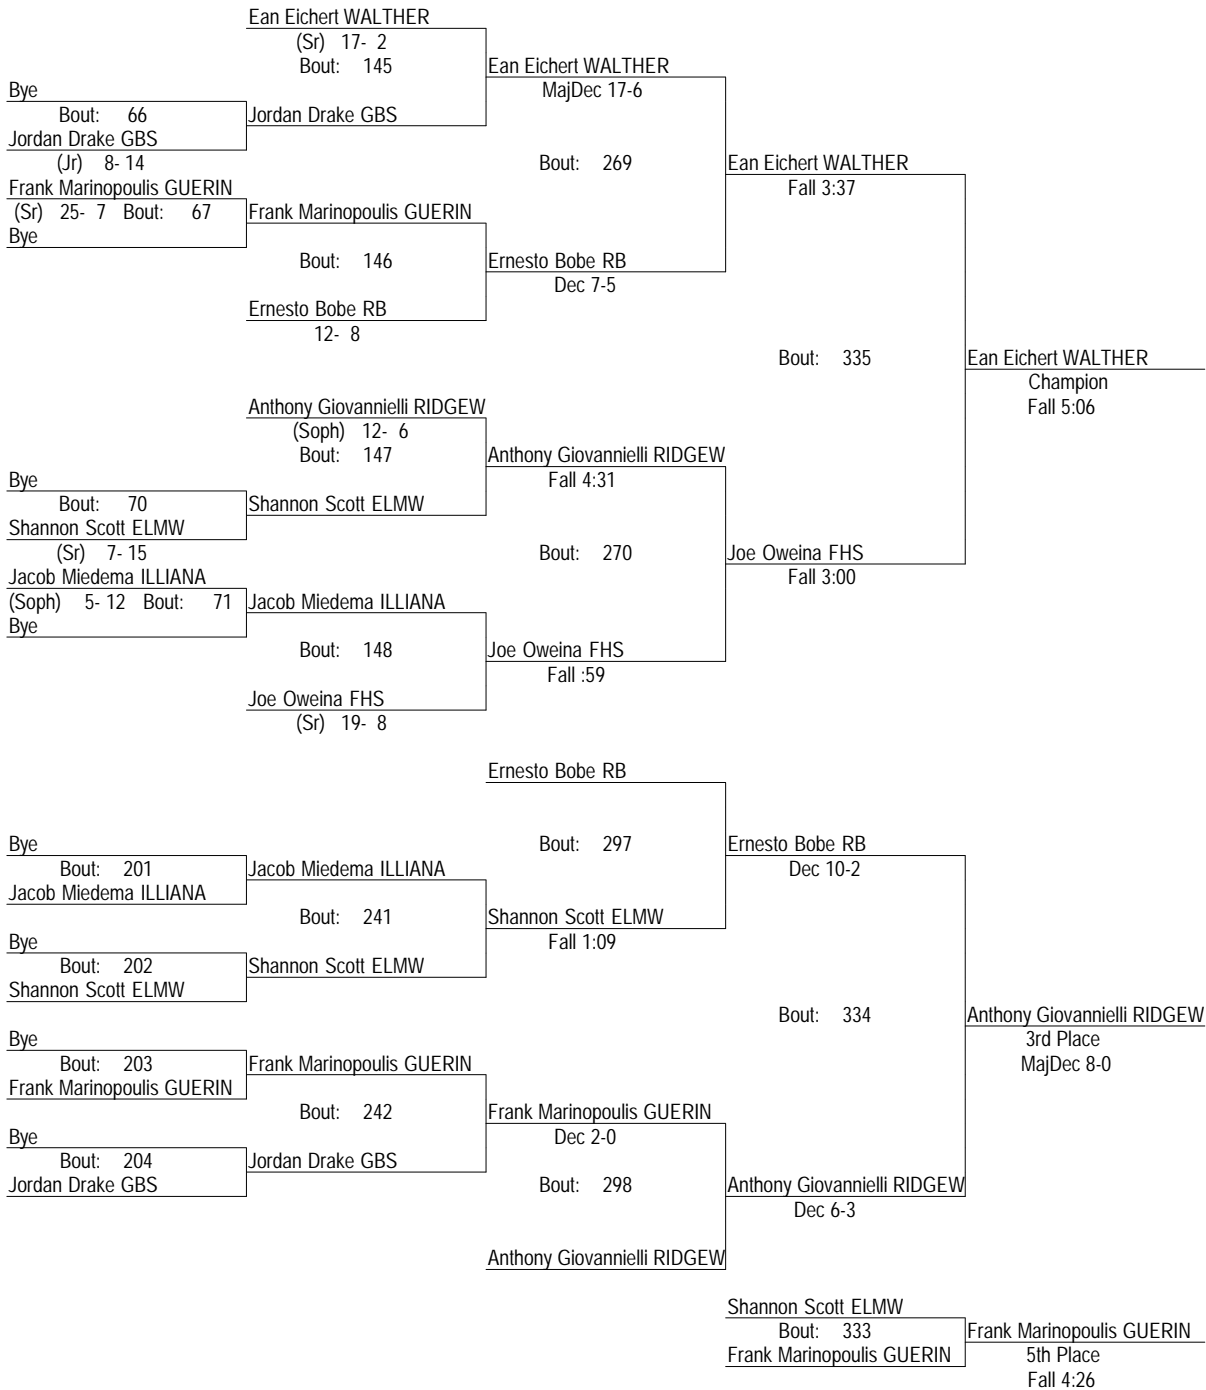 Ean Eichert WALTHER
(Sr) 17- 2
Bout: 145
Ean Eichert WALTHER
Bye
MajDec 17-6
Bout: 66
Jordan Drake GBS
Jordan Drake GBS
(Jr) 8- 14
Bout: 269
Ean Eichert WALTHER
Frank Marinopoulis GUERIN
Fall 3:37
(Sr) 25- 7 Bout: 67
Frank Marinopoulis GUERIN
Bye
Bout: 146
Ernesto Bobe RB
Dec 7-5
Ernesto Bobe RB
12- 8
Bout: 335
Ean Eichert WALTHER
Champion
Fall 5:06
Anthony Giovannielli RIDGEW
(Soph) 12- 6
Bout: 147
Anthony Giovannielli RIDGEW
Bye
Fall 4:31
Bout: 70
Shannon Scott ELMW
Shannon Scott ELMW
(Sr) 7- 15
Bout: 270
Joe Oweina FHS
Jacob Miedema ILLIANA
Fall 3:00
(Soph) 5- 12 Bout: 71
Jacob Miedema ILLIANA
Bye
Bout: 148
Joe Oweina FHS
Fall :59
Joe Oweina FHS
(Sr) 19- 8
Ernesto Bobe RB
Bye
Bout: 297
Ernesto Bobe RB
Bout: 201
Jacob Miedema ILLIANA
Dec 10-2
Jacob Miedema ILLIANA
Bout: 241
Shannon Scott ELMW
Bye
Fall 1:09
Bout: 202
Shannon Scott ELMW
Shannon Scott ELMW
Bout: 334
Anthony Giovannielli RIDGEW
Bye
3rd Place
Bout: 203
Frank Marinopoulis GUERIN
MajDec 8-0
Frank Marinopoulis GUERIN
Bout: 242
Frank Marinopoulis GUERIN
Bye
Dec 2-0
Bout: 204
Jordan Drake GBS
Jordan Drake GBS
Bout: 298
Anthony Giovannielli RIDGEW
Dec 6-3
Anthony Giovannielli RIDGEW
Shannon Scott ELMW
Bout: 333
Frank Marinopoulis GUERIN
Frank Marinopoulis GUERIN
5th Place
Fall 4:26